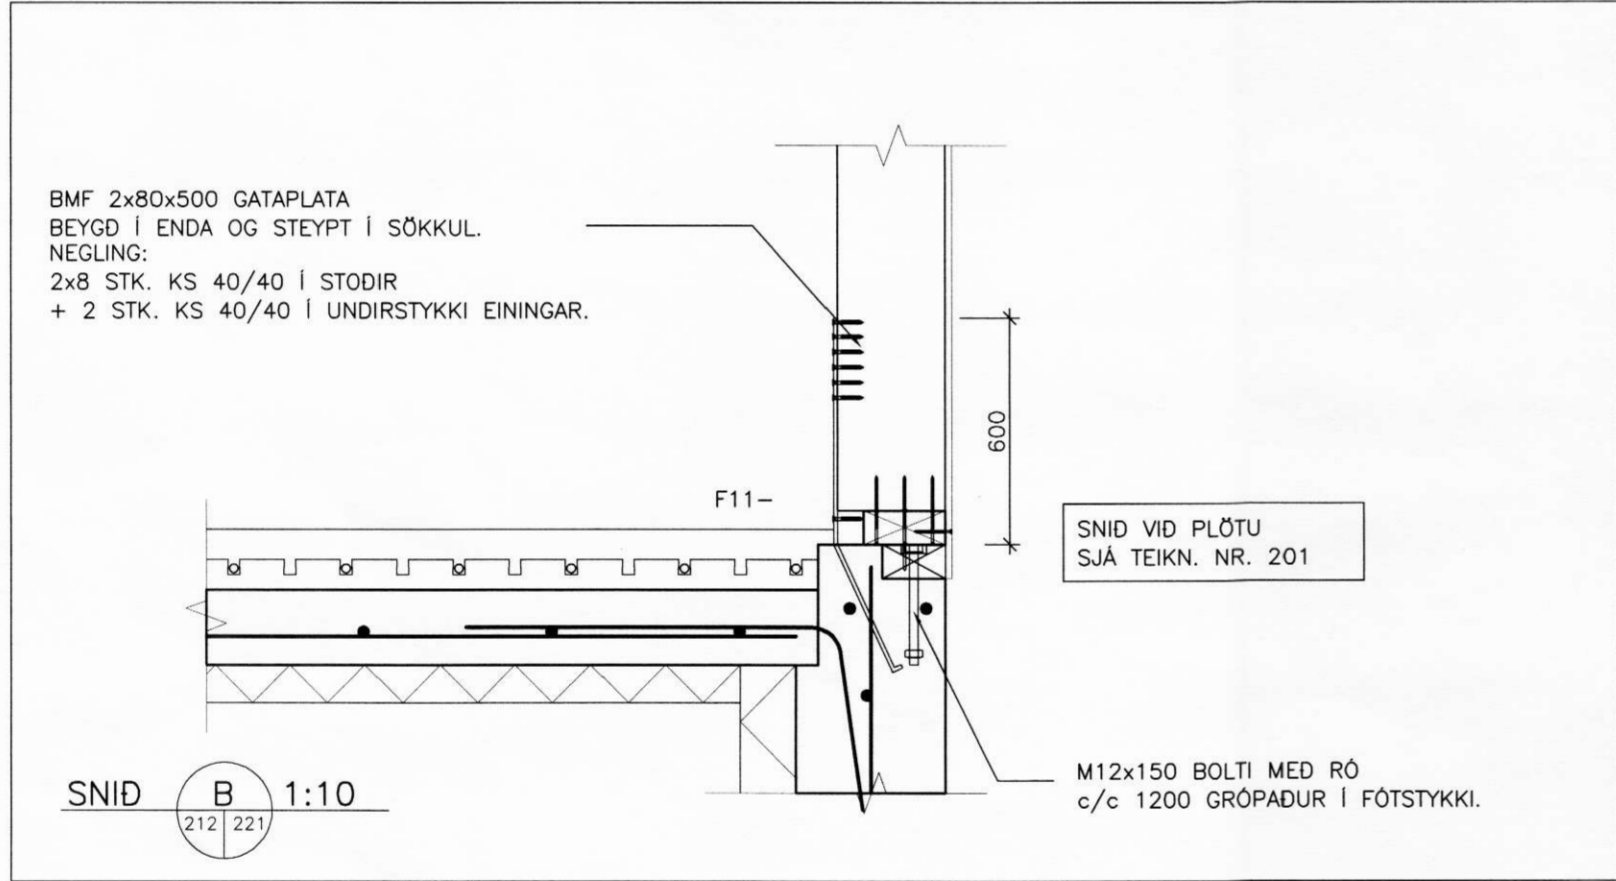 BMF 2x80x500 GATAPLATA
BEYGÐ Í ENDA OG STEYPT Í SÖKKUL.
NEGLING:
2x8 STK. KS 40/40 Í STOÐIR
+ 2 STK. KS 40/40 Í UNDIRSTYKKI EININGAR.
600
F11-
SNIÐ VIÐ PLÖTU
SJÁ TEIKN. NR. 201
M12x150 BOLTI MEÐ RÓ
c/c 1200 GRÓPAÐUR Í FÓTSTYKKI.
SNIÐ B 1:10
212 221